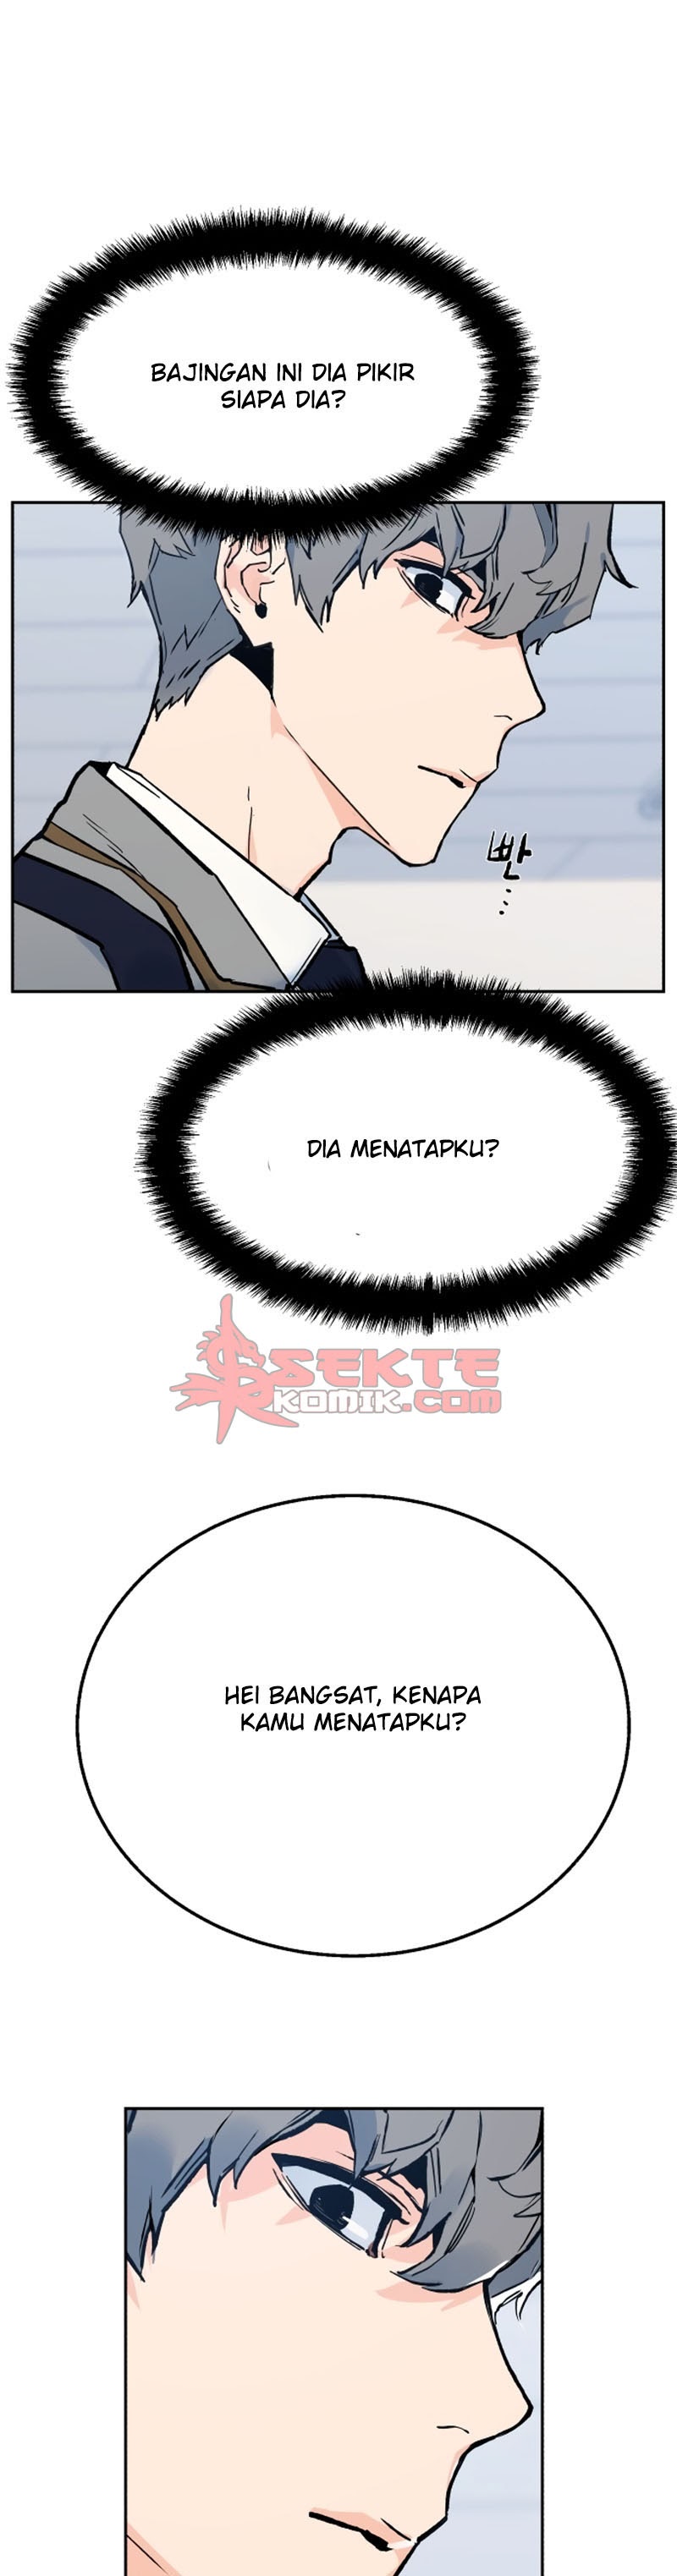 BAJINGAN INI DIA PIKIR
SIAPA DIA?
빤
DIA MENATAPKU?
SEKTE
KOMIK.COM
HEI BANGSAT, KENAPA
KAMU MENATAPKU?